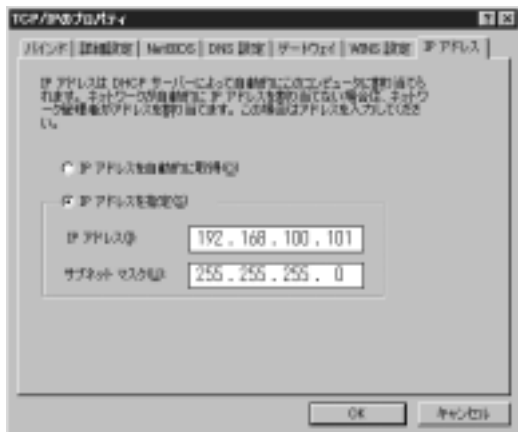 TCP/IPのプロパティ
バインド 詳細設定 NetBIOS DNS 設定 ゲートウェイ WINS 設定 IP アドレス
IP アドレスは DHCP サーバーによって自動的にこのコンピュータに割り当てら
れます。ネットワークが自動的に IP アドレスを割り当てない場合は、ネットワ
ーク管理者がアドレスを割り当てます。この場合はアドレスを入力してくださ
い。
IP アドレスを自動的に取得(O)
IP アドレスを指定(S)
IP アドレス(I)
192 . 168 . 100 . 101
サブネット マスク(U)
255 . 255 . 255 . 0
OK
キャンセル